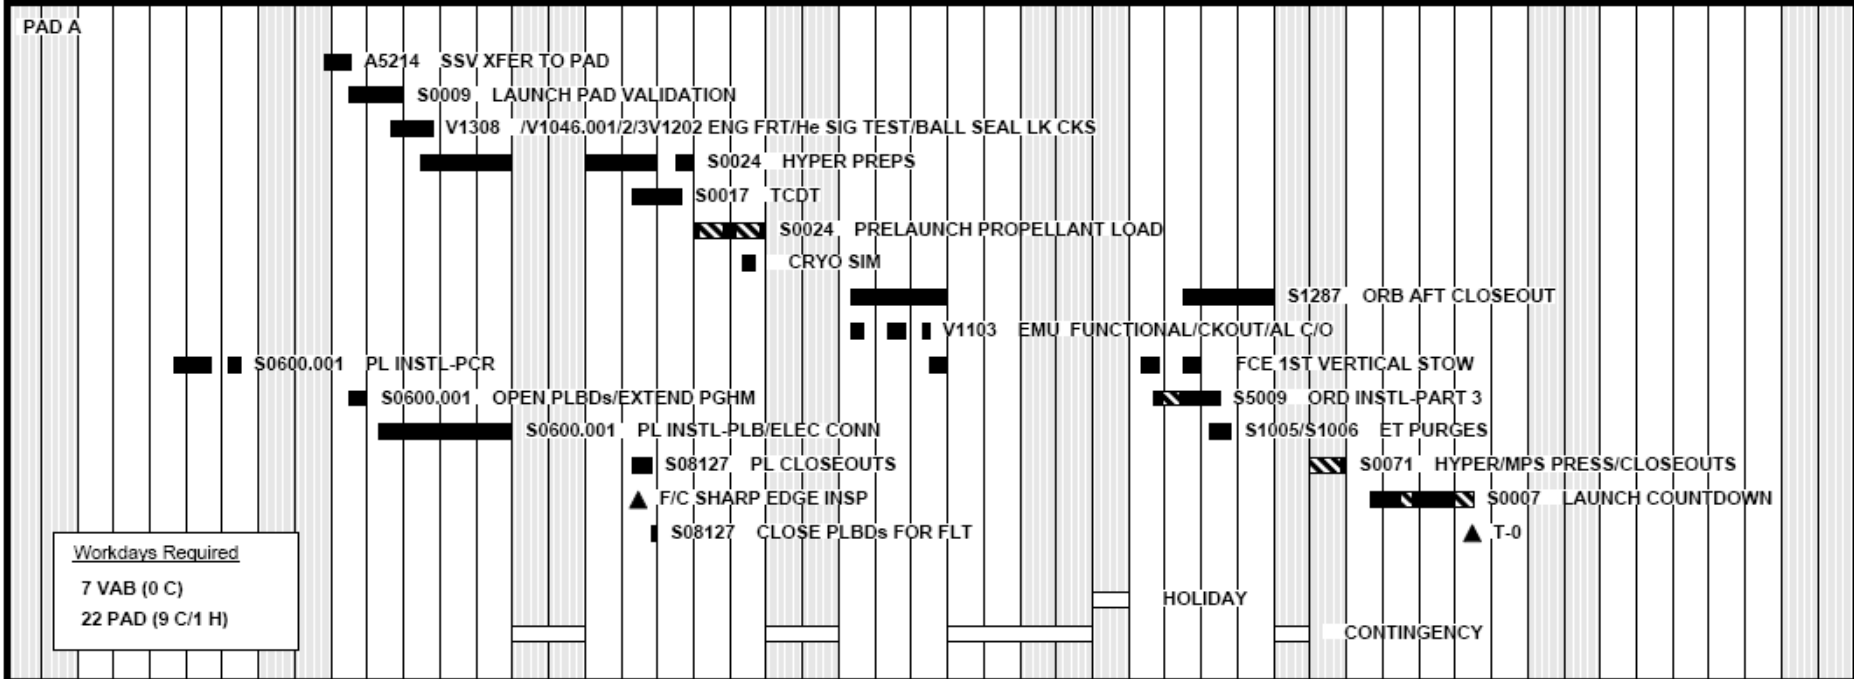 PAD A
A5214 SSV XFER TO PAD
S0009 LAUNCH PAD VALIDATION
V1308 /V1046.001/2/3V1202 ENG FRT/He SIG TEST/BALL SEAL LK CKS
S0024 HYPER PREPS
S0017 TCDT
S0024 PRELAUNCH PROPELLANT LOAD
CRYO SIM
S1287 ORB AFT CLOSEOUT
V1103 EMU FUNCTIONAL/CKOUT/AL C/O
S0600.001 PL INSTL-PCR
FCE 1ST VERTICAL STOW
S0600.001 OPEN PLBDs/EXTEND PGHM
S5009 ORD INSTL-PART 3
S0600.001 PL INSTL-PLB/ELEC CONN
S1005/S1006 ET PURGES
S08127 PL CLOSEOUTS
S0071 HYPER/MPS PRESS/CLOSEOUTS
F/C SHARP EDGE INSP
S0007 LAUNCH COUNTDOWN
S08127 CLOSE PLBDs FOR FLT
T-0
Workdays Required
7 VAB (0 C)
22 PAD (9 C/1 H)
HOLIDAY
CONTINGENCY